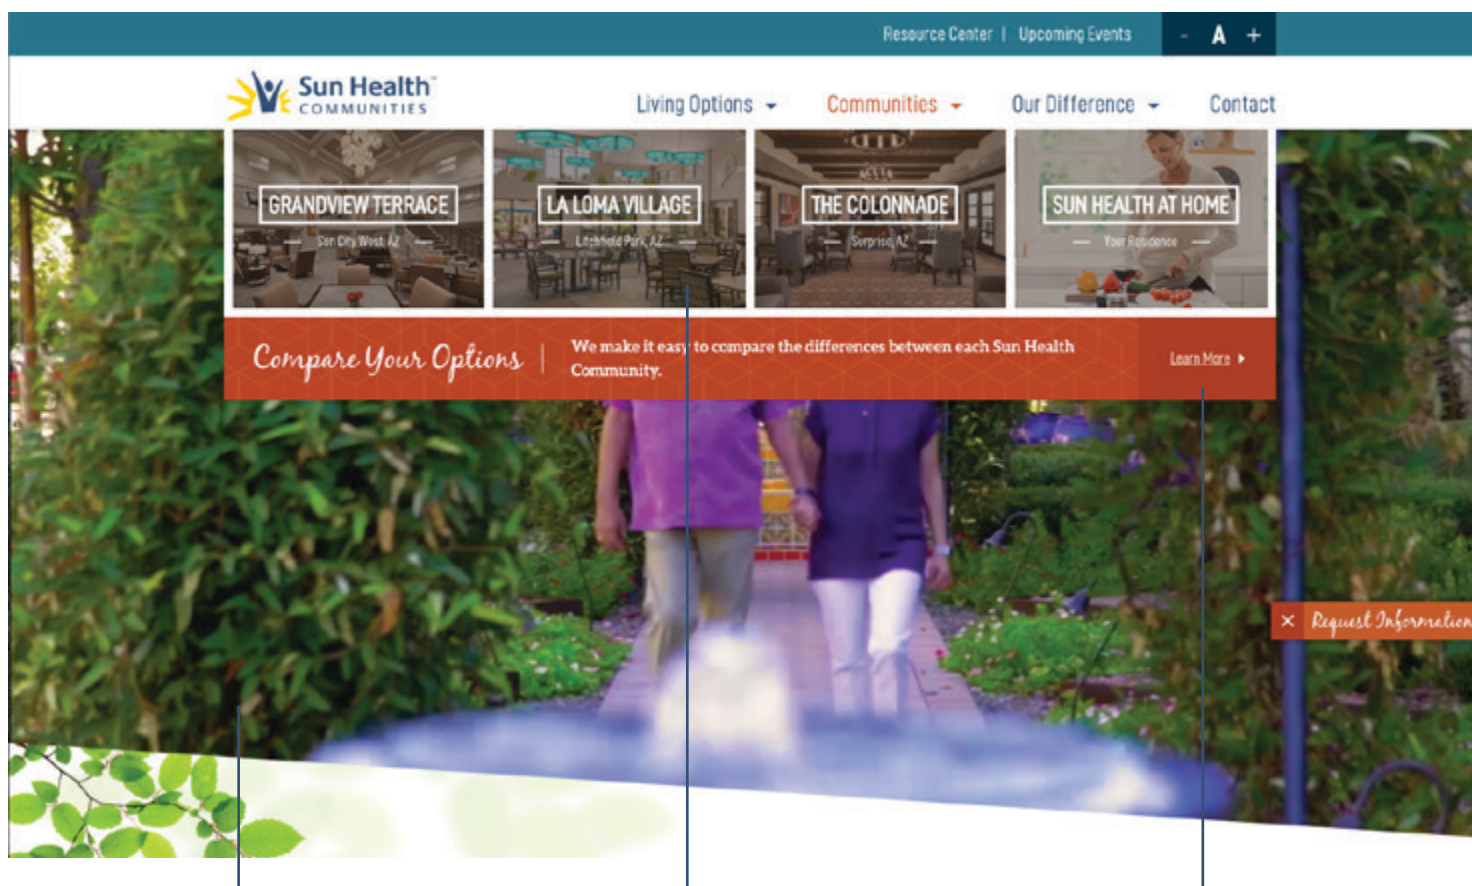 Resource Center | Upcoming Events - A +
Sun Health™
COMMUNITIES
Living Options Communities Our Difference Contact
GRANDVIEW TERRACE
Sun City West, AZ
LA LOMA VILLAGE
Litchfield Park, AZ
THE COLONNADE
Surprise, AZ
SUN HEALTH AT HOME
Your Residence
Compare Your Options |
We make it easy to compare the differences between each Sun Health
Community.
Learn More
× Request Information